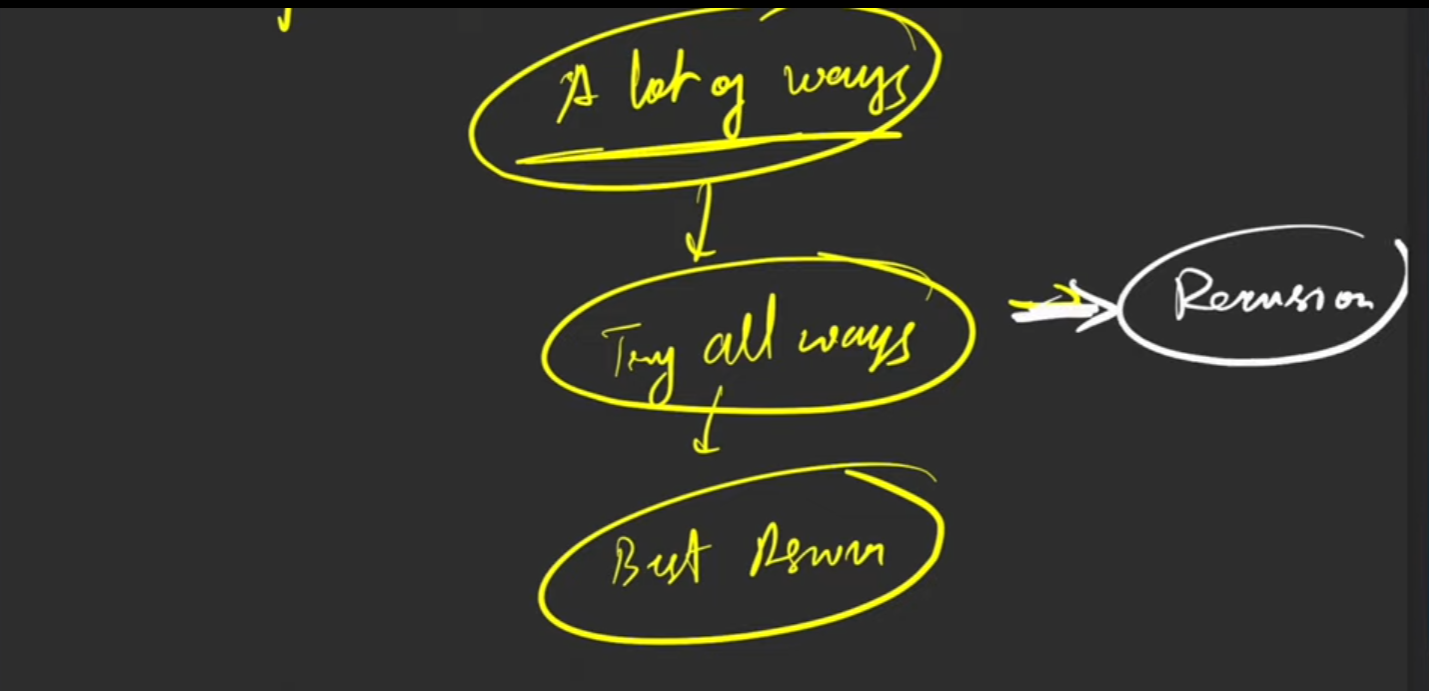 A lot of ways
Try all ways
Recursion
Best Answer